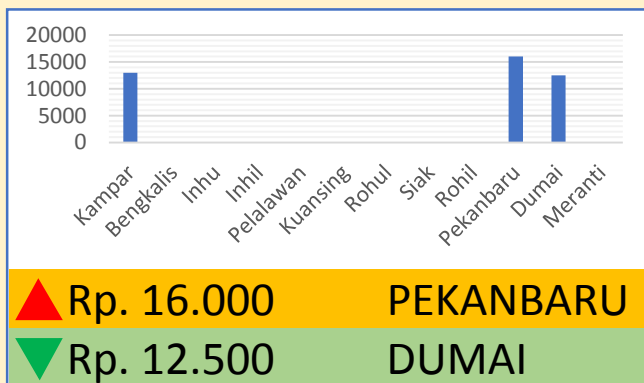 20000
15000
10000
5000
0
Kampar
Bengkalis
Inhu
Inhil
Pelalawan
Kuansing
Rohul
Siak
Rohil
Pekanbaru
Dumai
Meranti
Rp. 16.000 PEKANBARU
Rp. 12.500 DUMAI